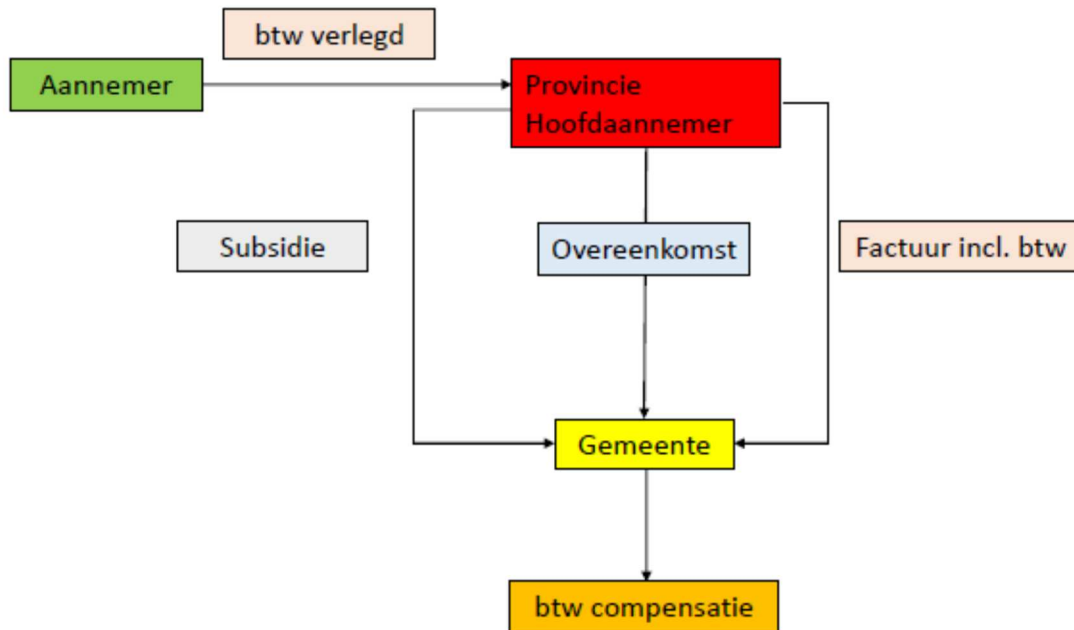 btw verlegd
Aannemer
Provincie
Hoofdaannemer
Subsidie
Overeenkomst
Factuur incl. btw
Gemeente
btw compensatie